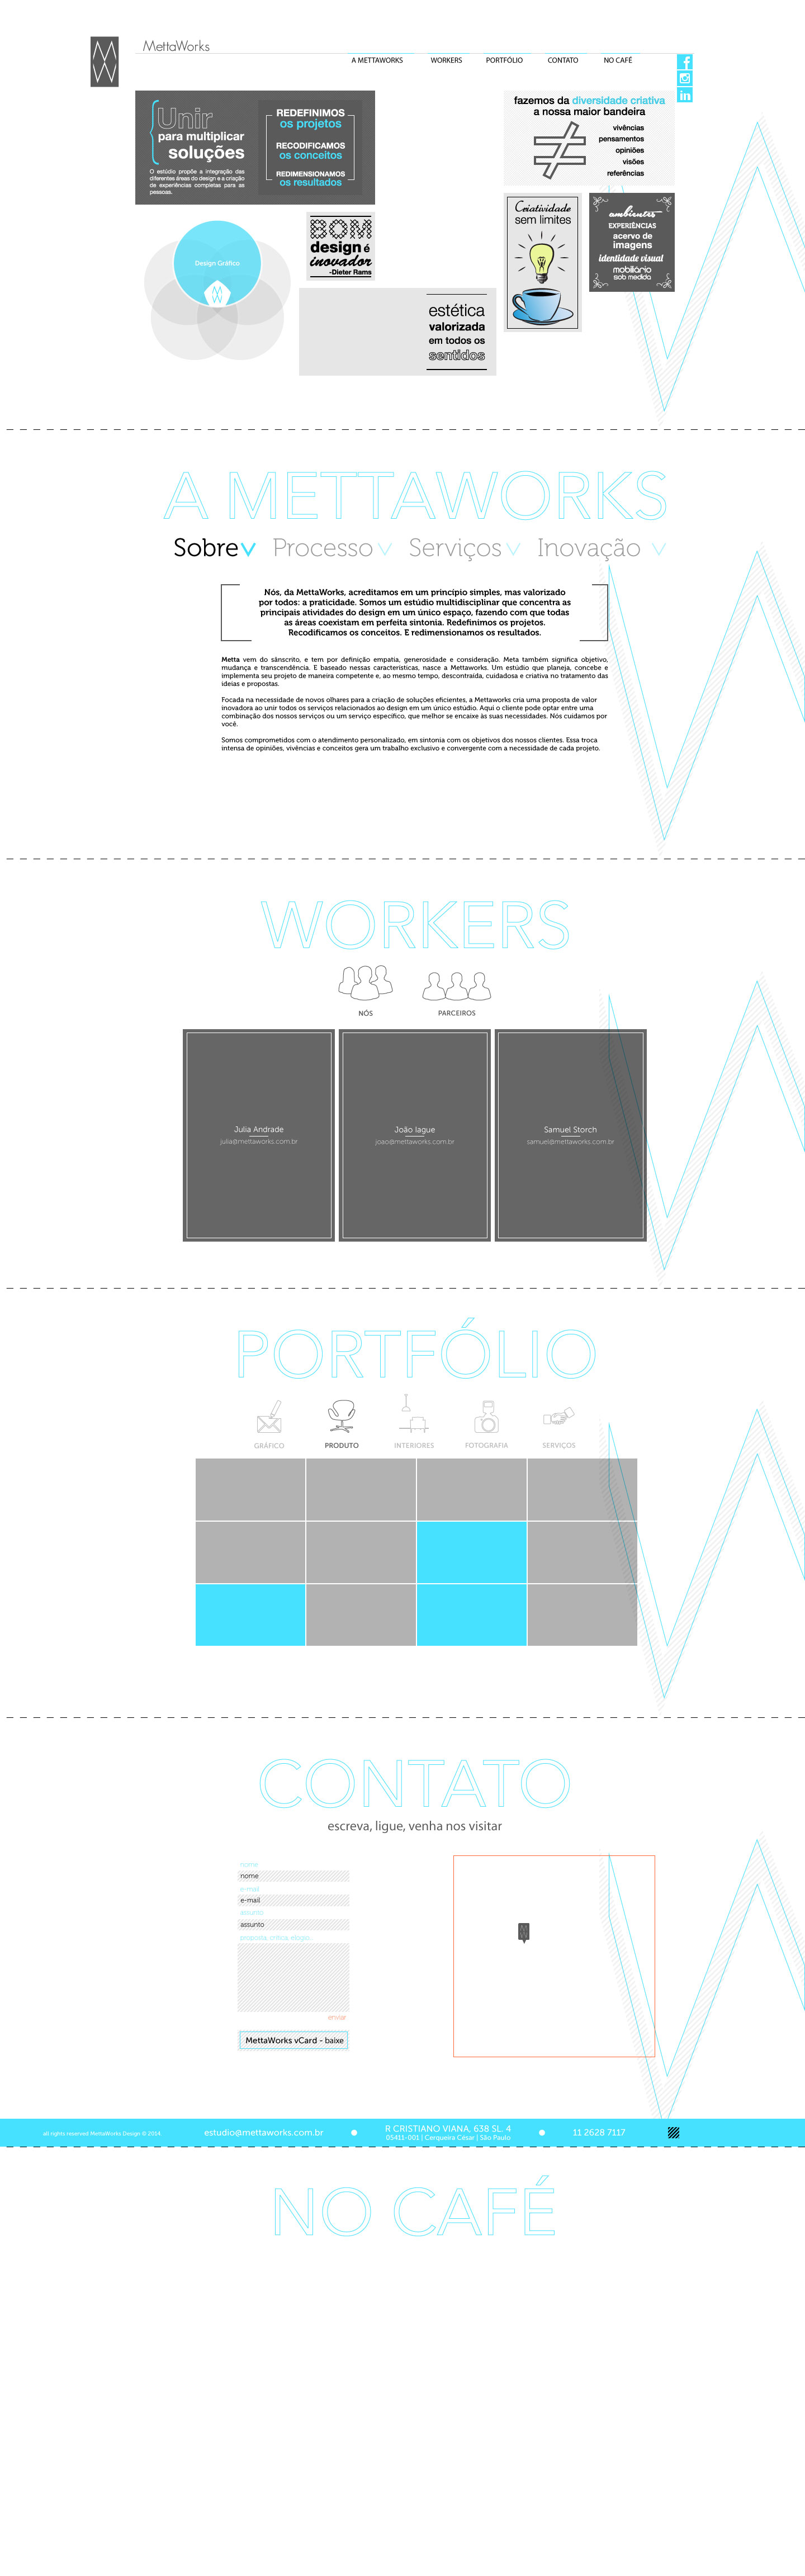 MettaWorks
A METTAWORKS
WORKERS
PORTFÓLIO
CONTATO
NO CAFÉ
Unir
para multiplicar
soluções
O estúdio propõe a integração das
diferentes áreas do design e a criação
de experiências completas para as
pessoas.
REDEFINIMOS
os projetos
RECODIFICAMOS
os conceitos
REDIMENSIONAMOS
os resultados
fazemos da diversidade criativa
a nossa maior bandeira
vivências
pensamentos
opiniões
visões
referências
Design Gráfico
BOM
design é
inovador
-Dieter Rams
estética
valorizada
em todos os
sentidos
Criatividade
sem limites
ambientes
EXPERIÊNCIAS
acervo de
imagens
identidade visual
mobiliário
sob medida
A METTAWORKS
Sobre Processo Serviços Inovação
Nós, da MettaWorks, acreditamos em um princípio simples, mas valorizado
por todos: a praticidade. Somos um estúdio multidisciplinar que concentra as
principais atividades do design em um único espaço, fazendo com que todas
as áreas coexistam em perfeita sintonia. Redefinimos os projetos.
Recodificamos os conceitos. E redimensionamos os resultados.
Metta vem do sânscrito, e tem por definição empatia, generosidade e consideração. Meta também significa objetivo,
mudança e transcendência. E baseado nessas características, nasce a Mettaworks. Um estúdio que planeja, concebe e
implementa seu projeto de maneira competente e, ao mesmo tempo, descontraída, cuidadosa e criativa no tratamento das
ideias e propostas.
Focada na necessidade de novos olhares para a criação de soluções eficientes, a Mettaworks cria uma proposta de valor
inovadora ao unir todos os serviços relacionados ao design em um único estúdio. Aqui o cliente pode optar entre uma
combinação dos nossos serviços ou um serviço específico, que melhor se encaixe às suas necessidades. Nós cuidamos por
você.
Somos comprometidos com o atendimento personalizado, em sintonia com os objetivos dos nossos clientes. Essa troca
intensa de opiniões, vivências e conceitos gera um trabalho exclusivo e convergente com a necessidade de cada projeto.
WORKERS
NÓS
PARCEIROS
Julia Andrade
julia@mettaworks.com.br
João Iague
joao@mettaworks.com.br
Samuel Storch
samuel@mettaworks.com.br
PORTFÓLIO
GRÁFICO
PRODUTO
INTERIORES
FOTOGRAFIA
SERVIÇOS
CONTATO
escreva, ligue, venha nos visitar
nome
nome
e-mail
e-mail
assunto
assunto
proposta, crítica, elogio...
enviar
MettaWorks vCard - baixe
all rights reserved MettaWorks Design © 2014.
estudio@mettaworks.com.br
R CRISTIANO VIANA, 638 SL. 4
05411-001 | Cerqueira César | São Paulo
11 2628 7117
NO CAFÉ